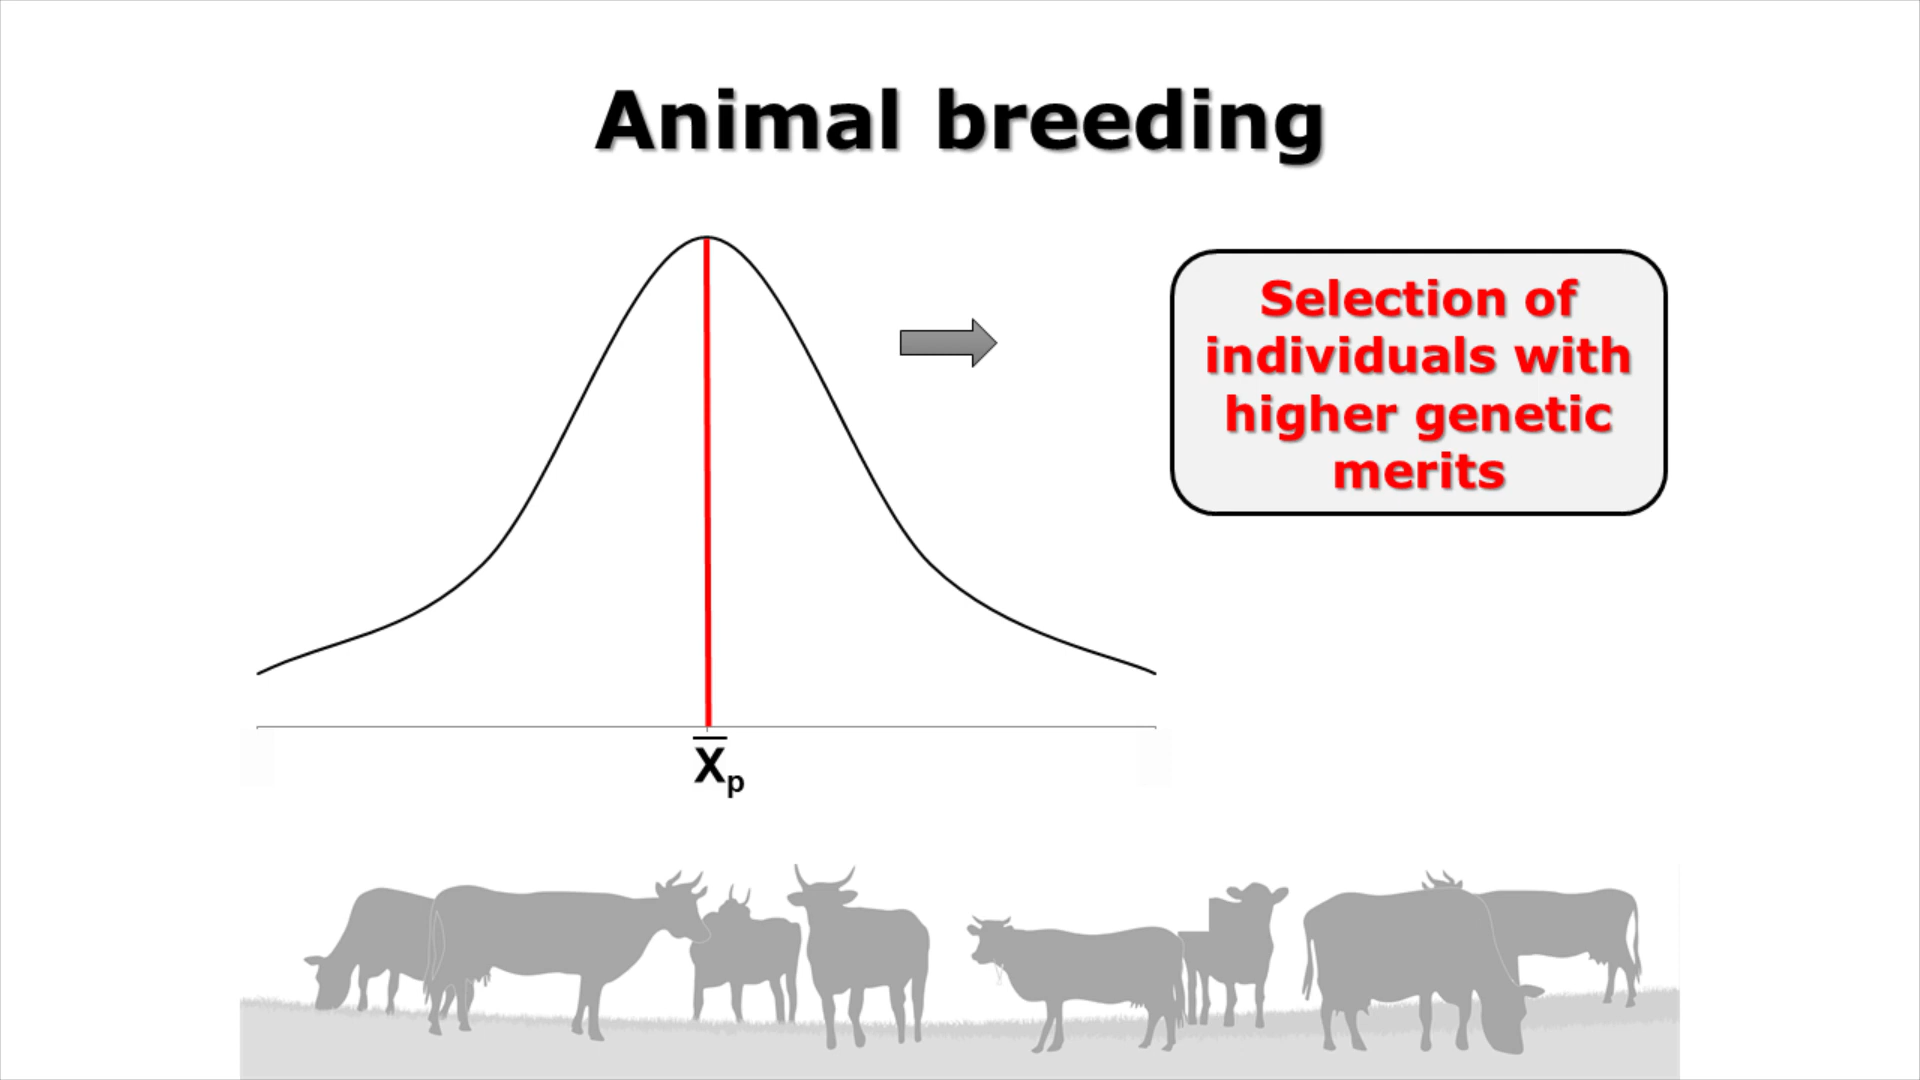 Animal breeding
Selection of
individuals with
higher genetic
merits
X̅p